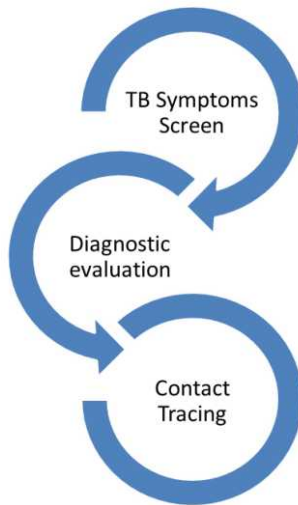 TB Symptoms
Screen
Diagnostic
evaluation
Contact
Tracing